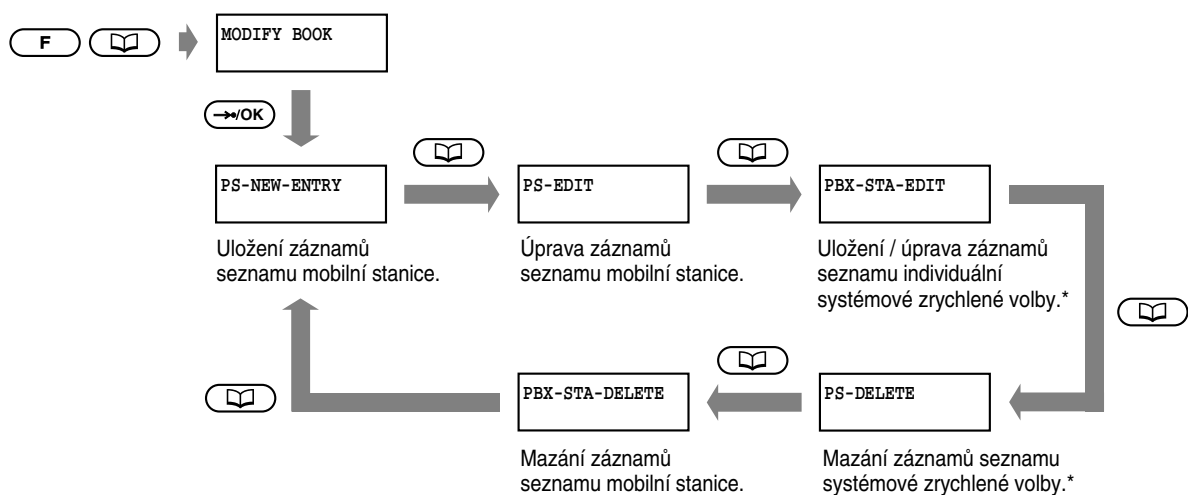 F
MODIFY BOOK
/OK
PS-NEW-ENTRY
PS-EDIT
PBX-STA-EDIT
Uložení záznamů
seznamu mobilní stanice.
Úprava záznamů
seznamu mobilní stanice.
Uložení / úprava záznamů
seznamu individuální
systémové zrychlené volby.*
PBX-STA-DELETE
PS-DELETE
Mazání záznamů
seznamu mobilní stanice.
Mazání záznamů seznamu
systémové zrychlené volby.*